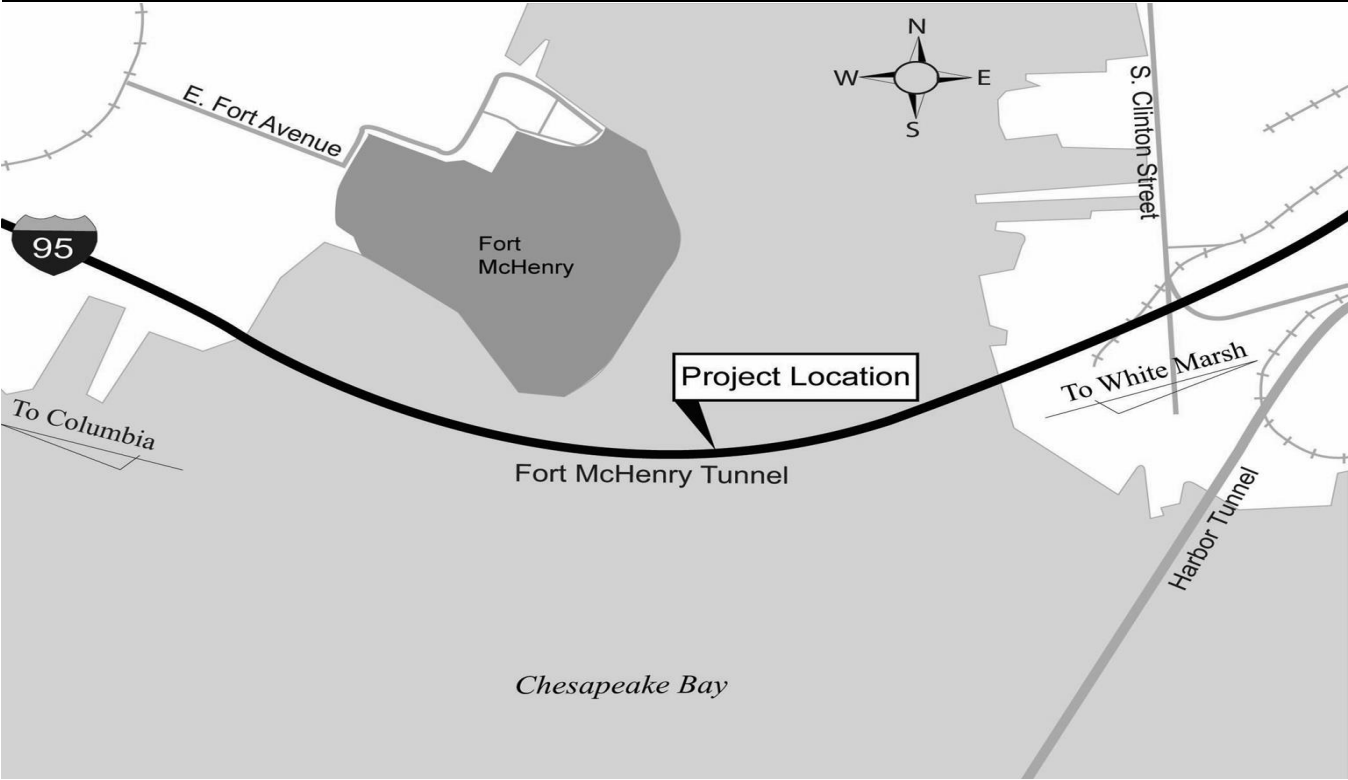 N
W E
S
E. Fort Avenue
S. Clinton Street
95
Fort
McHenry
Project Location
To White Marsh
To Columbia
Fort McHenry Tunnel
Harbor Tunnel
Chesapeake Bay